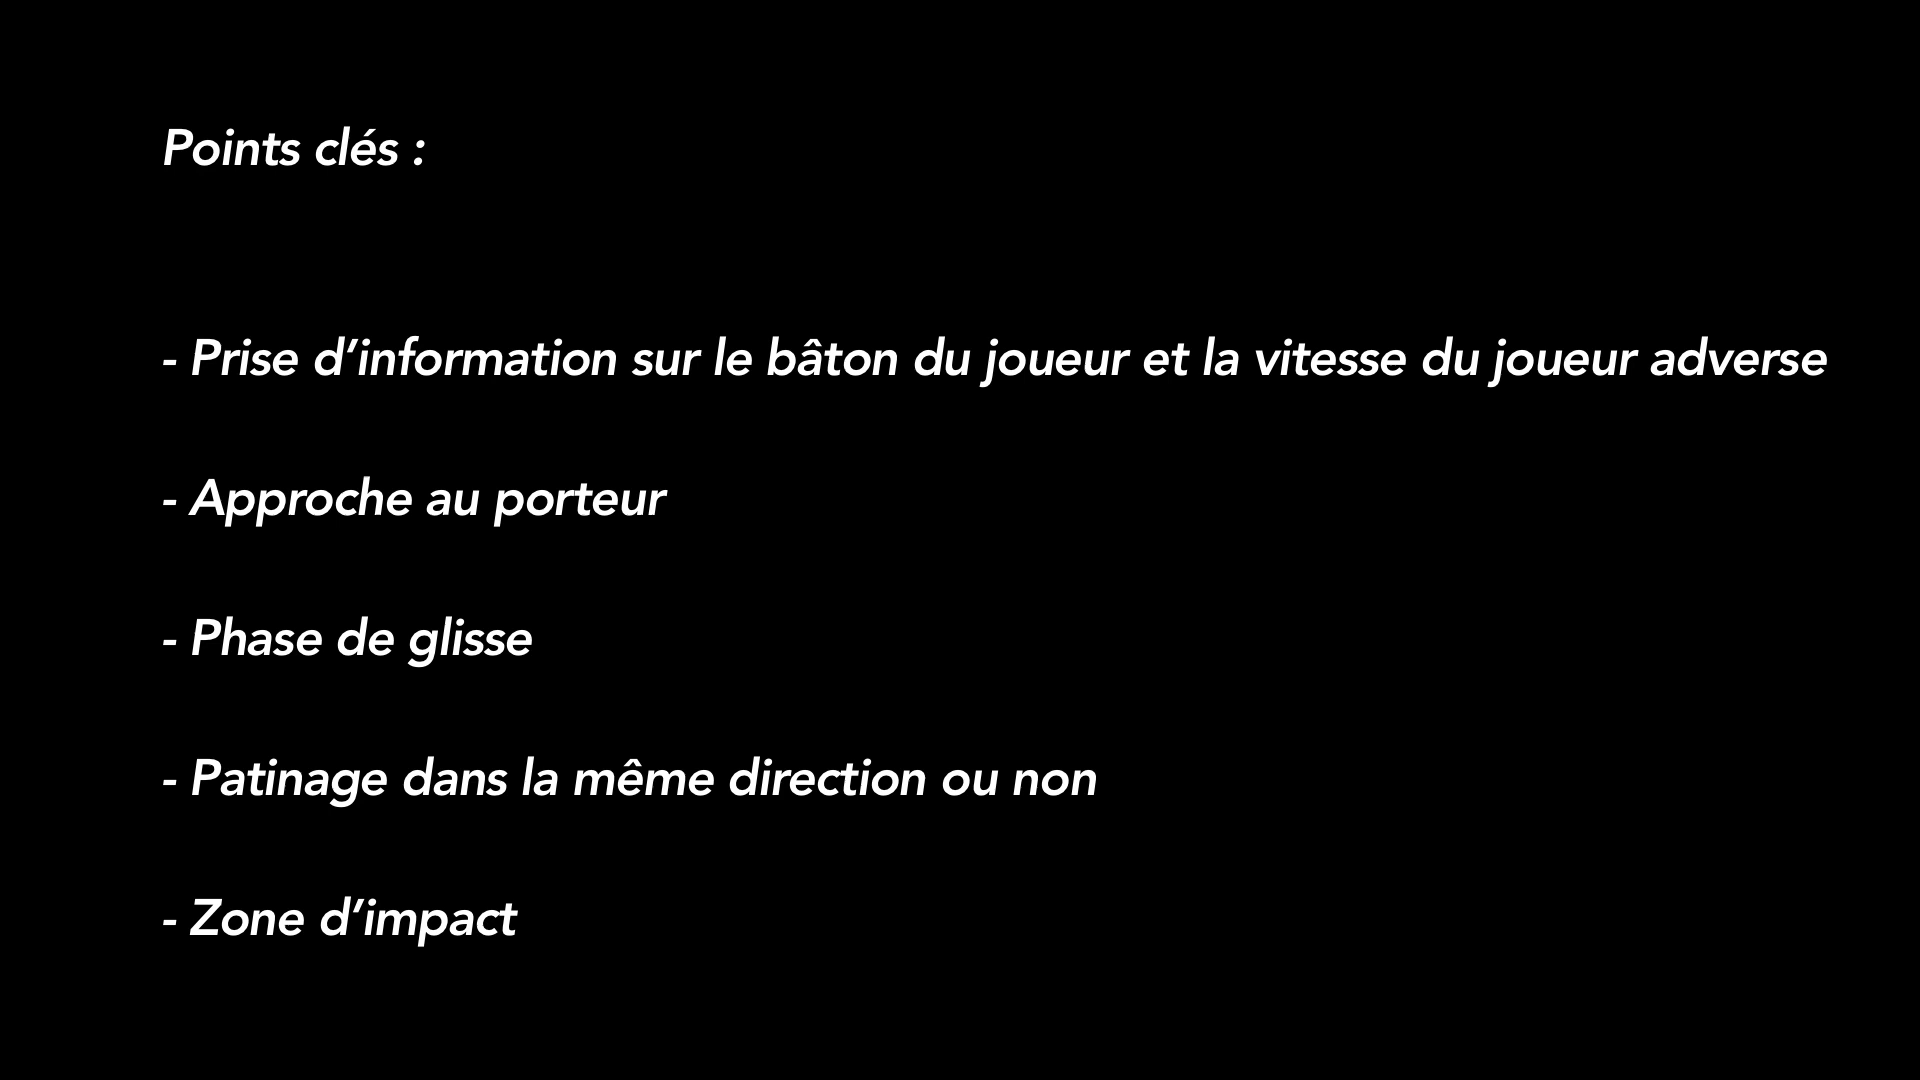 Points clés :
- Prise d’information sur le bâton du joueur et la vitesse du joueur adverse
- Approche au porteur
- Phase de glisse
- Patinage dans la même direction ou non
- Zone d’impact